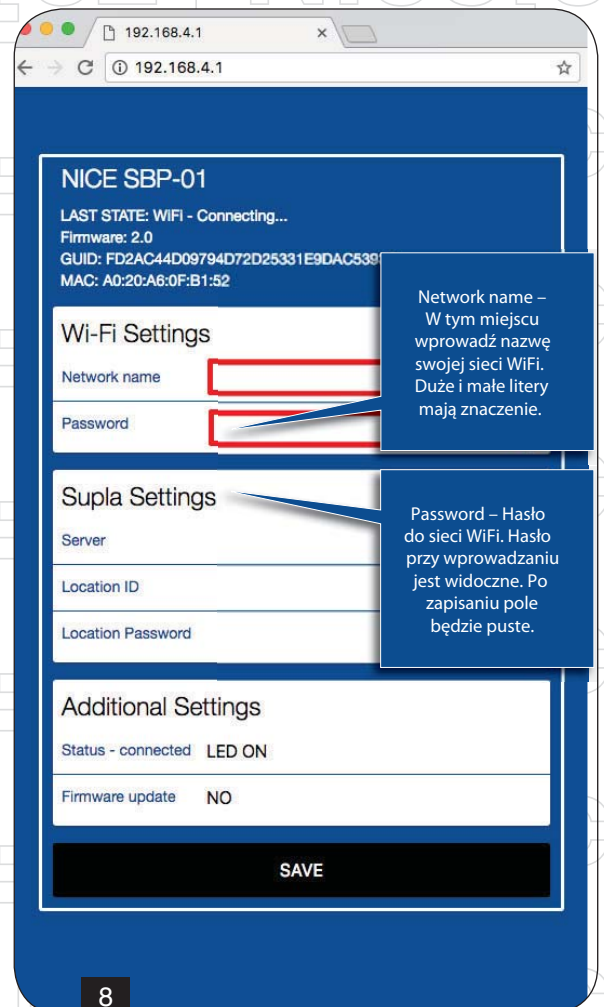 192.168.4.1
192.168.4.1
NICE SBP-01
LAST STATE: WiFi - Connecting...
Firmware: 2.0
GUID: FD2AC44D09794D72D25331E9DAC539
MAC: A0:20:A6:0F:B1:52
Wi-Fi Settings
Network name
Password
Network name –
W tym miejscu
wprowadź nazwę
swojej sieci WiFi.
Duże i małe litery
mają znaczenie.
Supla Settings
Server
Location ID
Location Password
Password – Hasło
do sieci WiFi. Hasło
przy wprowadzaniu
jest widoczne. Po
zapisaniu pole
będzie puste.
Additional Settings
Status - connected LED ON
Firmware update NO
SAVE
8